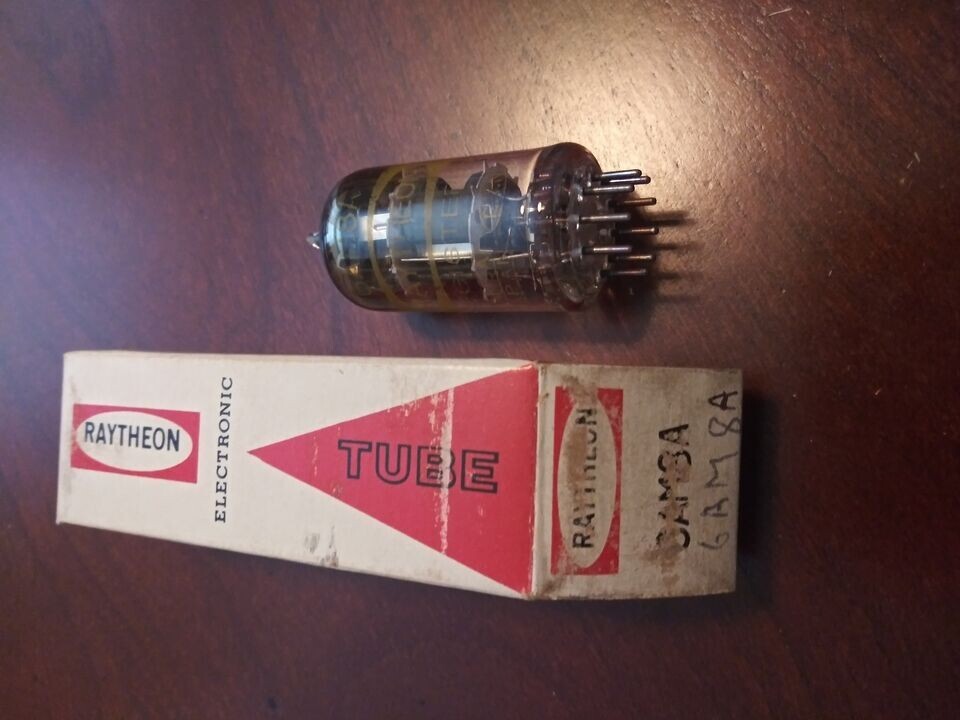 RAYTHEON
ELECTRONIC
TUBE
RAYTHEON
6AM8A
6AM8A